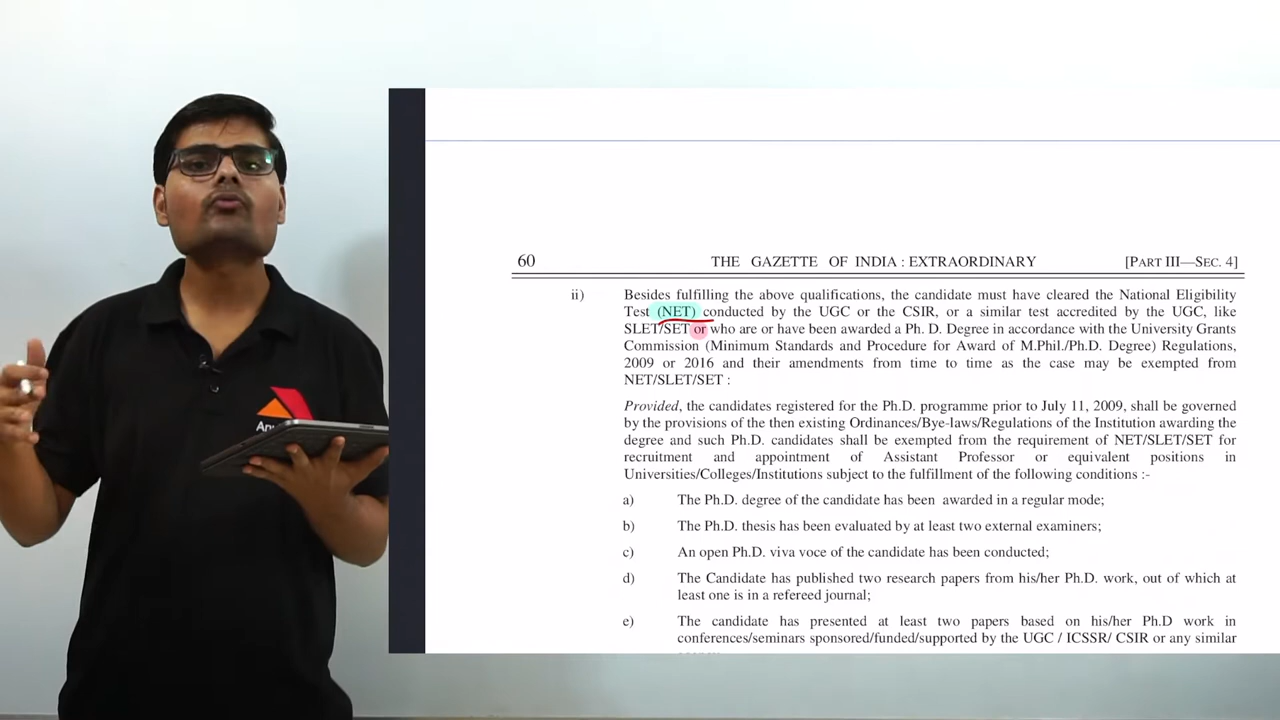 60 THE GAZETTE OF INDIA : EXTRAORDINARY [PART III—SEC. 4]
ii) Besides fulfilling the above qualifications, the candidate must have cleared the National Eligibility
Test (NET) conducted by the UGC or the CSIR, or a similar test accredited by the UGC, like
SLET/SET or who are or have been awarded a Ph. D. Degree in accordance with the University Grants
Commission (Minimum Standards and Procedure for Award of M.Phil./Ph.D. Degree) Regulations,
2009 or 2016 and their amendments from time to time as the case may be exempted from
NET/SLET/SET :
Provided, the candidates registered for the Ph.D. programme prior to July 11, 2009, shall be governed
by the provisions of the then existing Ordinances/Bye-laws/Regulations of the Institution awarding the
degree and such Ph.D. candidates shall be exempted from the requirement of NET/SLET/SET for
recruitment and appointment of Assistant Professor or equivalent positions in
Universities/Colleges/Institutions subject to the fulfillment of the following conditions :-
a) The Ph.D. degree of the candidate has been awarded in a regular mode;
b) The Ph.D. thesis has been evaluated by at least two external examiners;
c) An open Ph.D. viva voce of the candidate has been conducted;
d) The Candidate has published two research papers from his/her Ph.D. work, out of which at
least one is in a refereed journal;
e) The candidate has presented at least two papers based on his/her Ph.D work in
conferences/seminars sponsored/funded/supported by the UGC / ICSSR/ CSIR or any similar